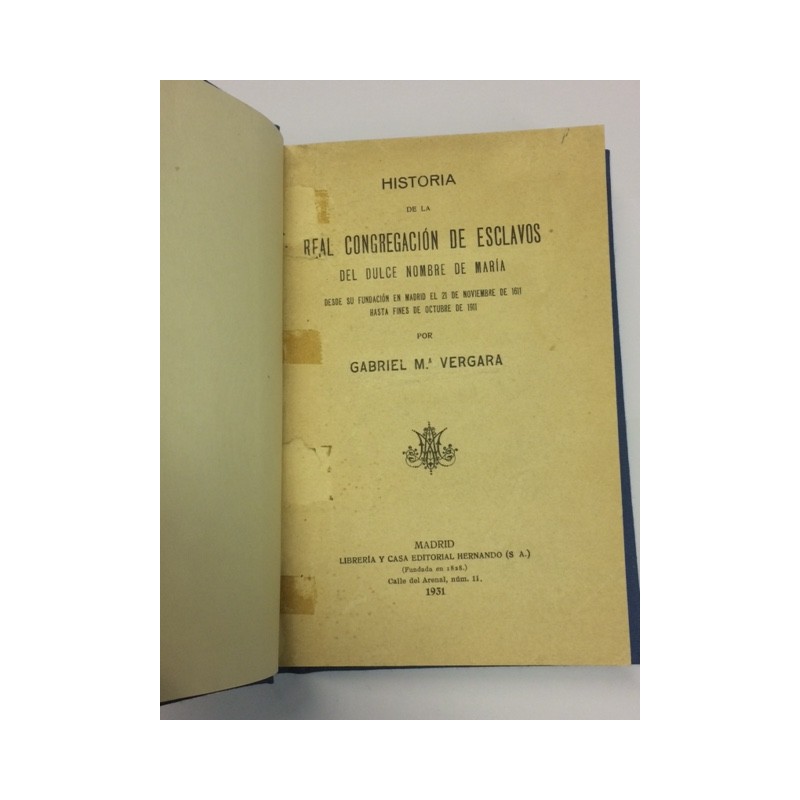 HISTORIA
DE LA
REAL CONGREGACIÓN DE ESCLAVOS
DEL DULCE NOMBRE DE MARÍA
DESDE SU FUNDACIÓN EN MADRID EL 21 DE NOVIEMBRE DE 1611
HASTA FINES DE OCTUBRE DE 1911
POR
GABRIEL M.ª VERGARA
MADRID
LIBRERÍA Y CASA EDITORIAL HERNANDO (S A.)
(Fundada en 1828.)
Calle del Arenal, núm. 11.
1931